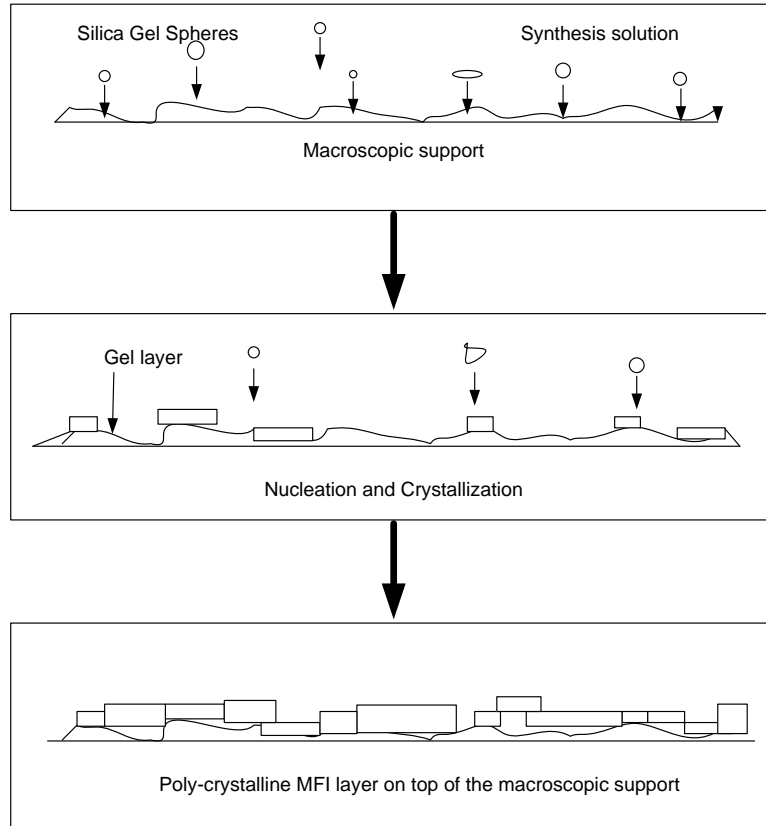 Silica Gel Spheres
Synthesis solution
Macroscopic support
Gel layer
Nucleation and Crystallization
Poly-crystalline MFI layer on top of the macroscopic support